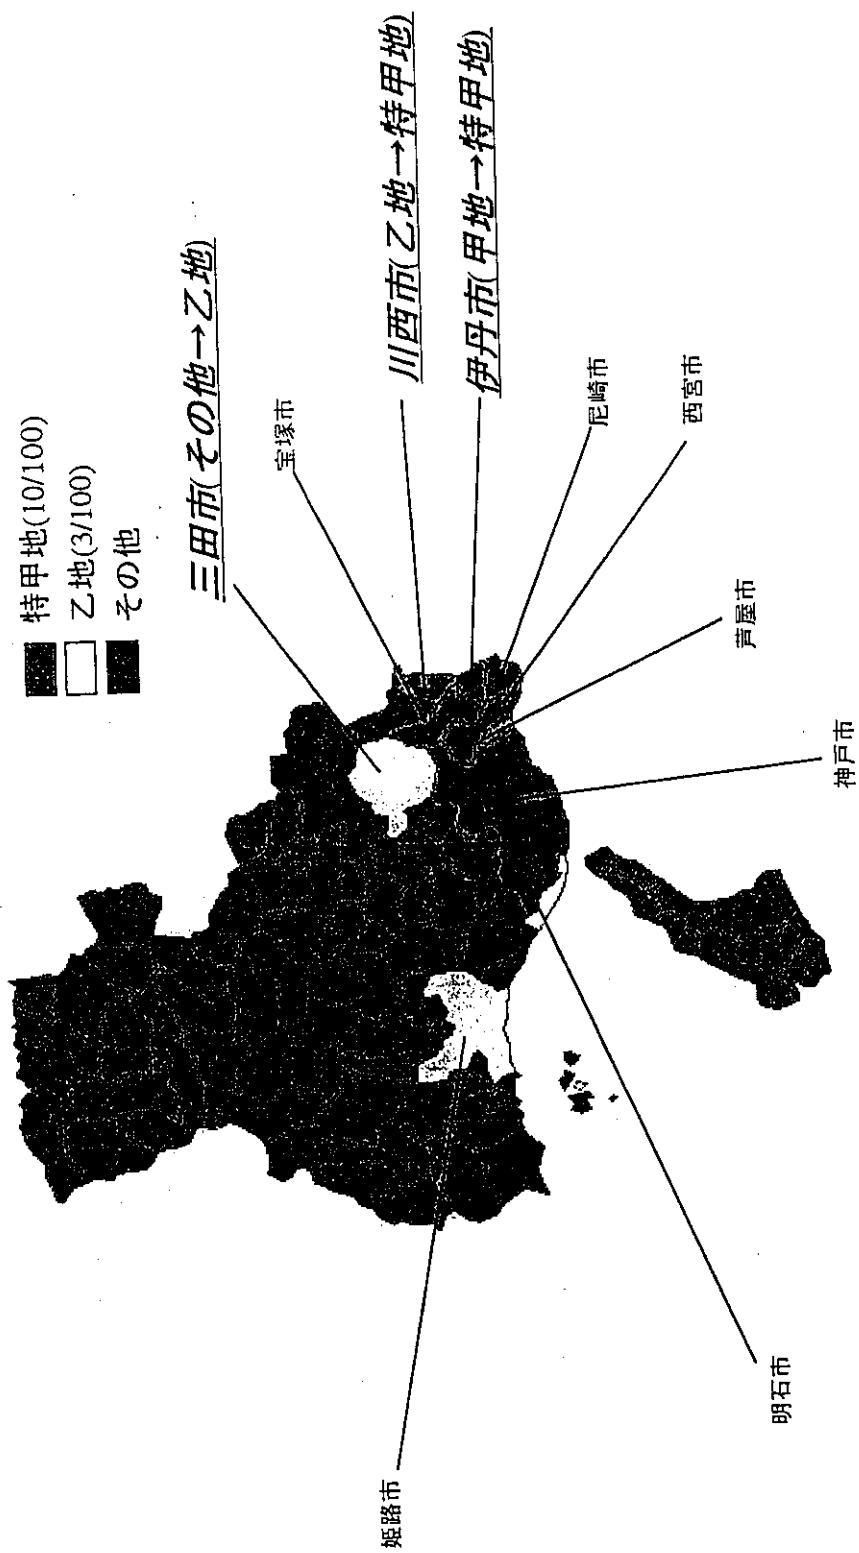 特甲地(10/100)
乙地(3/100)
その他
三田市(その他→乙地)
宝塚市
川西市(乙地→特甲地)
伊丹市(甲地→特甲地)
尼崎市
西宮市
芦屋市
神戸市
明石市
姫路市